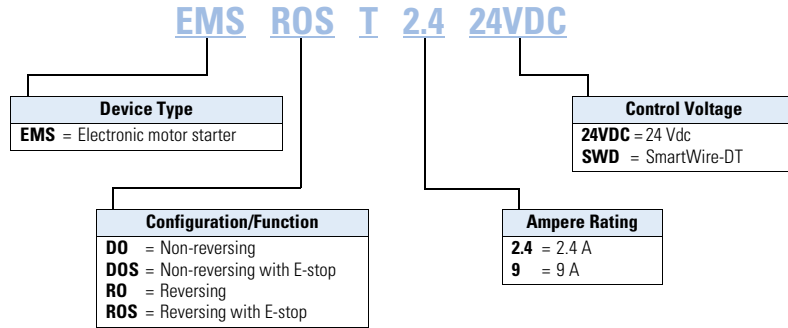 EMS ROS T 2.4 24VDC
Device Type
EMS = Electronic motor starter
Control Voltage
24VDC = 24 Vdc
SWD = SmartWire-DT
Configuration/Function
DO = Non-reversing
DOS = Non-reversing with E-stop
RO = Reversing
ROS = Reversing with E-stop
Ampere Rating
2.4 = 2.4 A
9 = 9 A